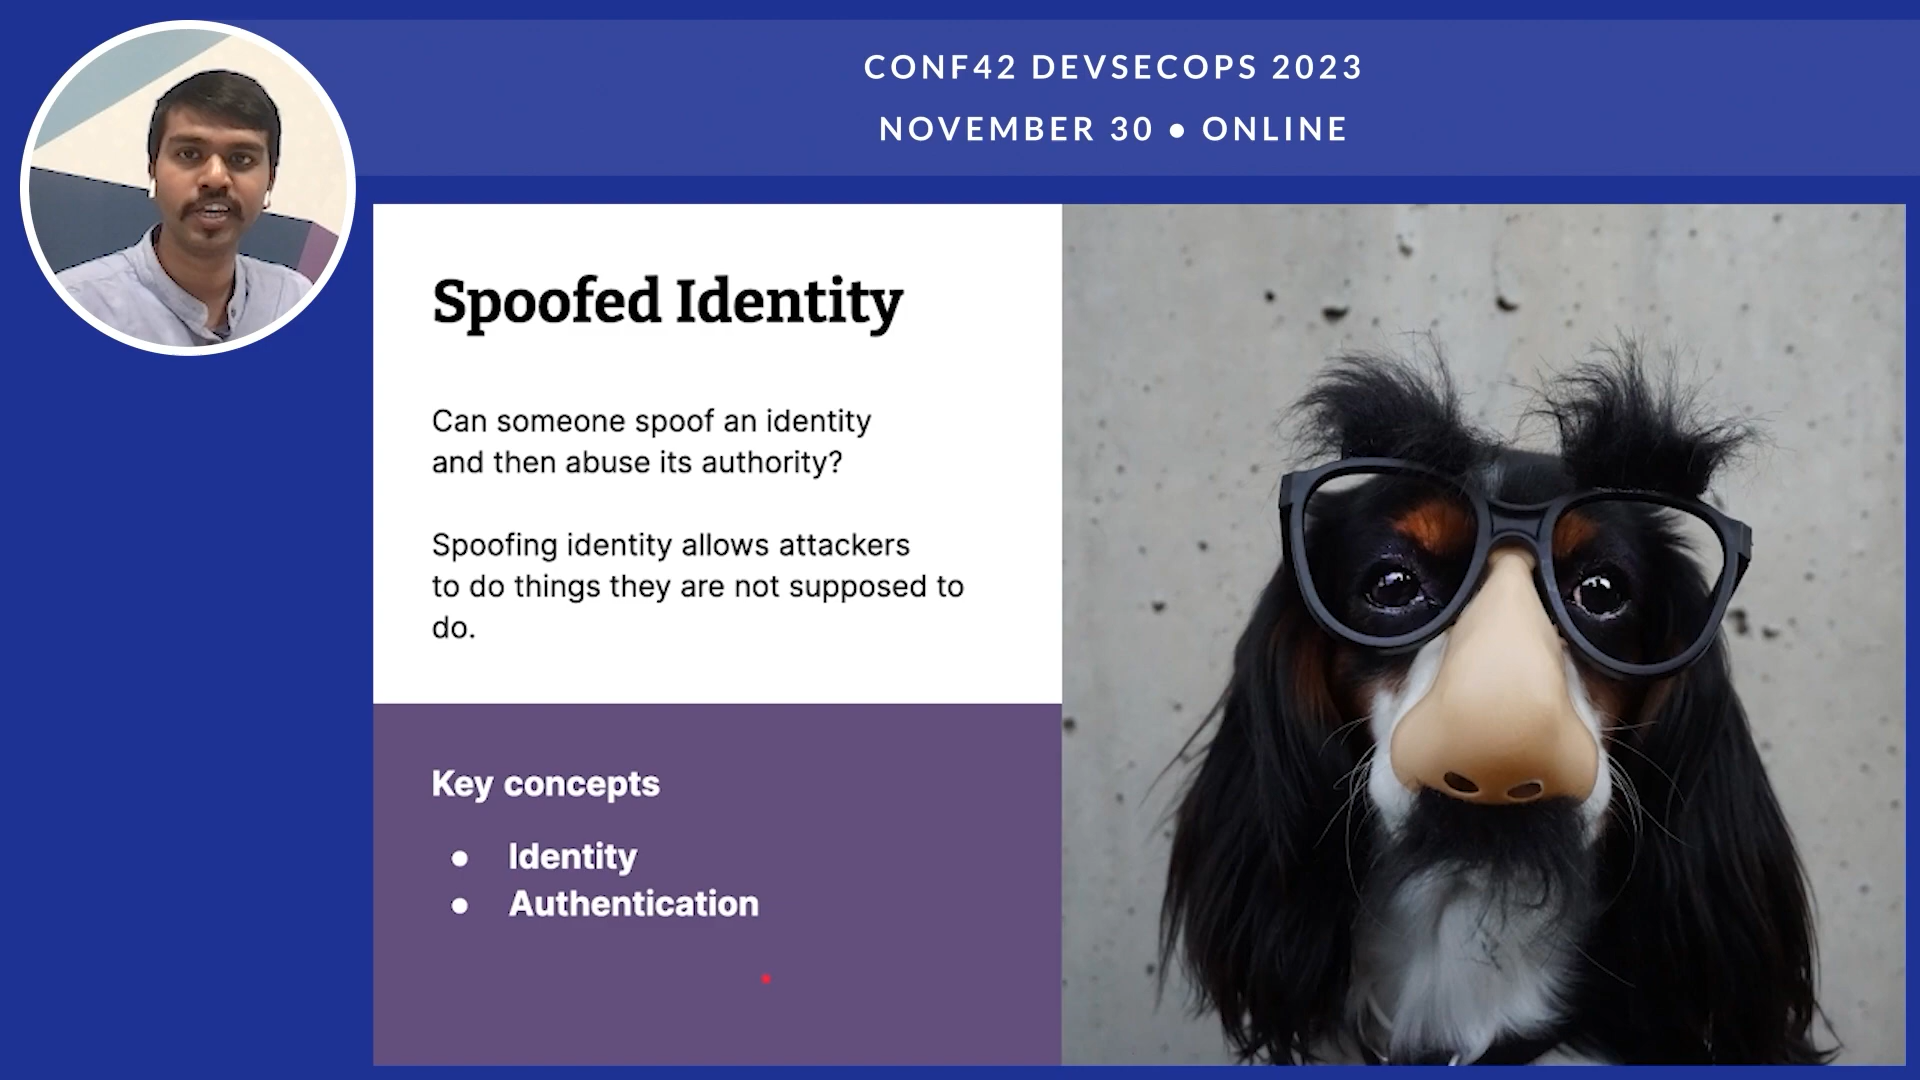 CONF42 DEVSECOPS 2023
NOVEMBER 30 ● ONLINE
Spoofed Identity
Can someone spoof an identity
and then abuse its authority?
Spoofing identity allows attackers
to do things they are not supposed to
do.
Key concepts
● Identity
● Authentication